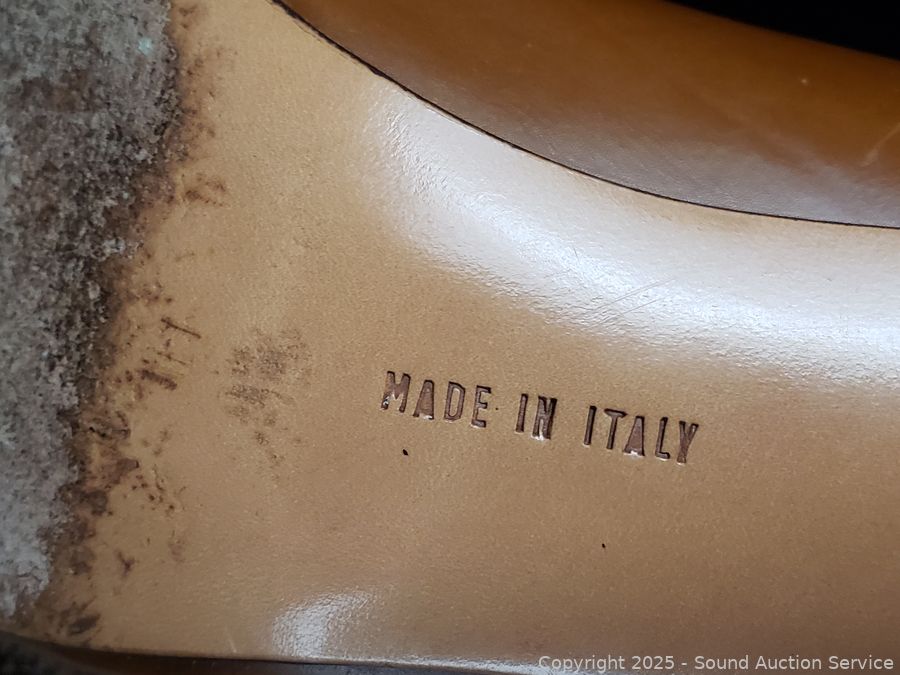 MADE IN ITALY
Copyright 2025 - Sound Auction Service